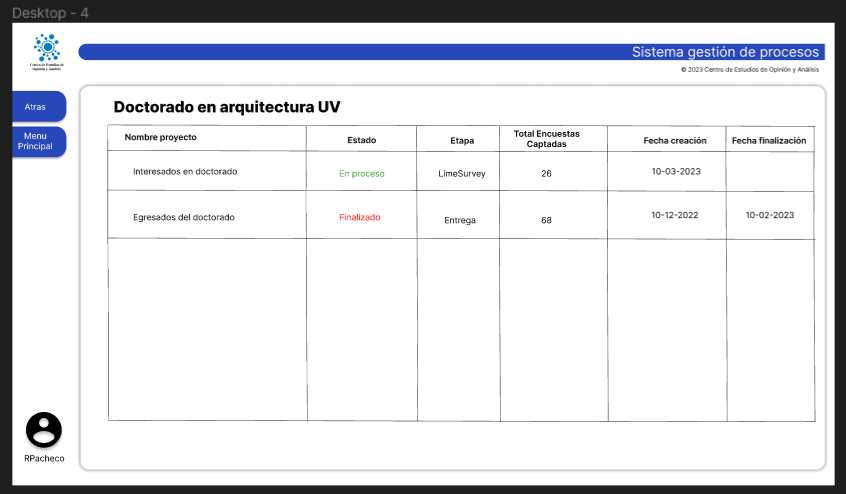 Desktop - 4
Centro de Estudios de
Opinión y Análisis
Sistema gestión de procesos
© 2023 Centro de Estudios de Opinión y Análisis
Atras
Menu
Principal
Doctorado en arquitectura UV
Nombre proyecto
Estado
Etapa
Total Encuestas
Captadas
Fecha creación
Fecha finalización
Interesados en doctorado
En proceso
LimeSurvey
26
10-03-2023
Egresados del doctorado
Finalizado
Entrega
68
10-12-2022
10-02-2023
RPacheco